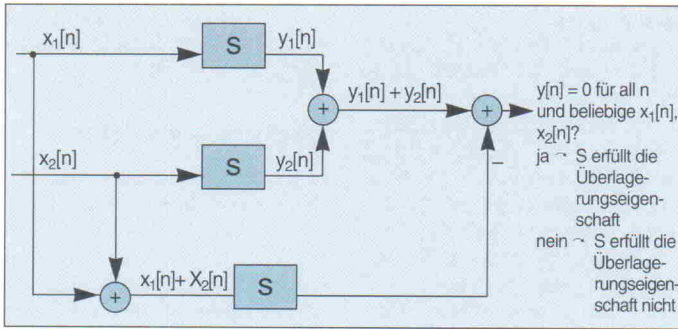 x₁[n]
S
y₁[n]
+
y₁[n] + y₂[n]
+
x₂[n]
S
y₂[n]
−
+
x₁[n]+ X₂[n]
S
y[n] = 0 für all n
und beliebige x₁[n],
x₂[n]?
ja ⤳ S erfüllt die
Überlage-
rungseigen-
schaft
nein ⤳ S erfüllt die
Überlage-
rungseigen-
schaft nicht